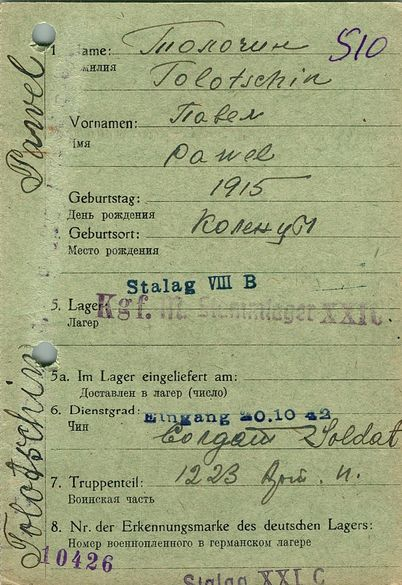 1. Name: Толочин
Фамилия Tolotschin
510
Vornamen: Павел
Имя Pawel
Geburtstag: 1915
День рождения
Geburtsort:
Место рождения
Stalag VIII B
5. Lager: Kgf. M. Stammlager XXI C
Лагер
5a. Im Lager eingeliefert am:
Доставлен в лагер (число)
Eingang 20.10 42
6. Dienstgrad:
Чин Солдат Soldat
7. Truppenteil: 1223 Арт. п.
Воинская часть
8. Nr. der Erkennungsmarke des deutschen Lagers:
Номер военнопленного в германском лагере
10426
Stalag XXI C
Tolotschin Pawel